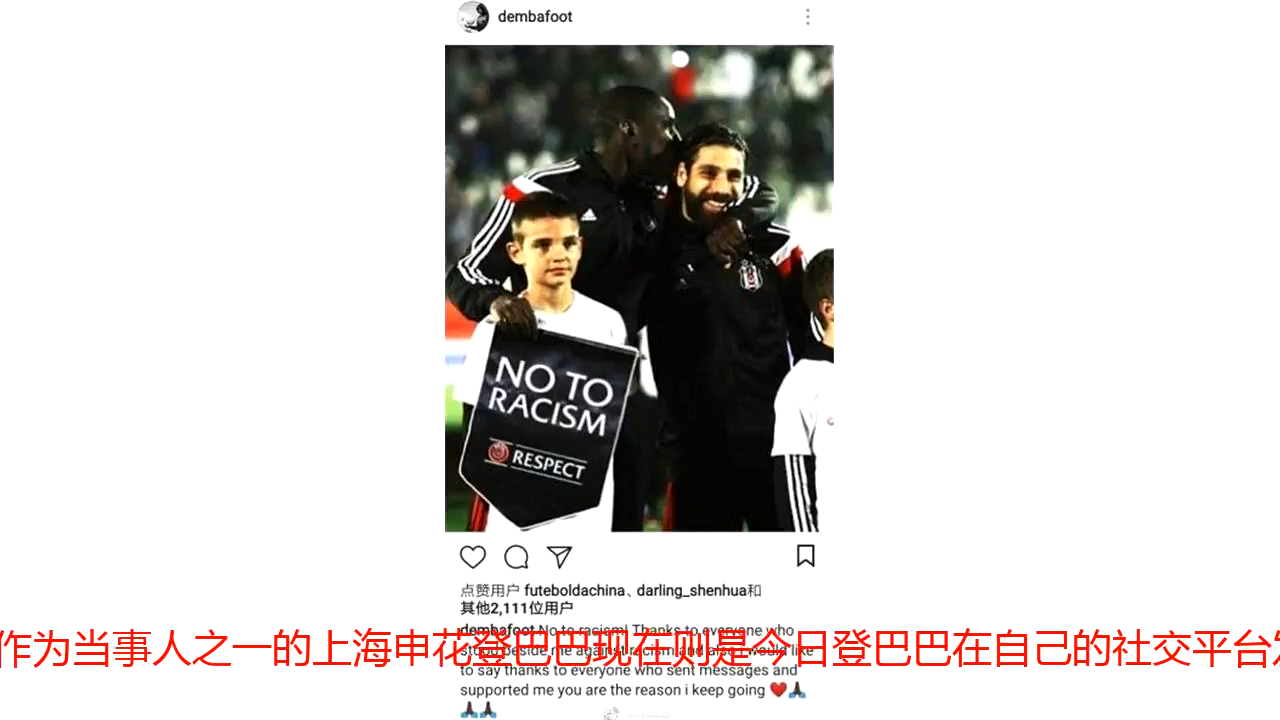 dembafoot
NO TO
RACISM
RESPECT
点赞用户 futeboldachina、darling_shenhua和
其他2,111位用户
dembafoot No to racism! Thanks to everyone who
作为当事人之一的上海申花登巴巴现在则是今日登巴巴在自己的社交平台
stood beside me against racism and also i would like
to say thanks to everyone who sent messages and
supported me you are the reason i keep going ❤️🙏🏿
🙏🏿🙏🏿